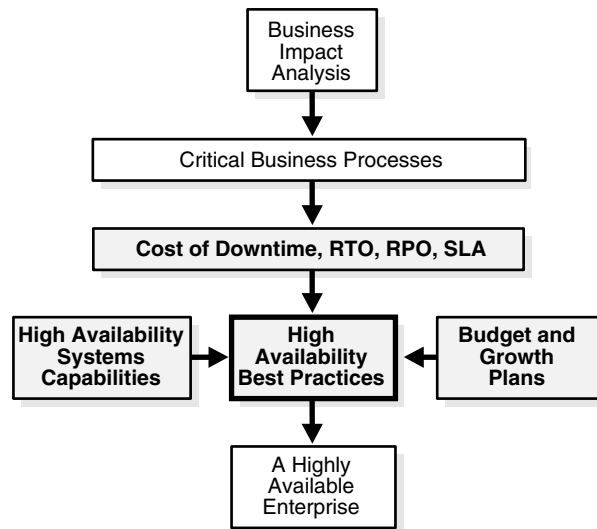 Business
Impact
Analysis
Critical Business Processes
Cost of Downtime, RTO, RPO, SLA
High Availability
Systems
Capabilities
High
Availability
Best Practices
Budget and
Growth
Plans
A Highly
Available
Enterprise